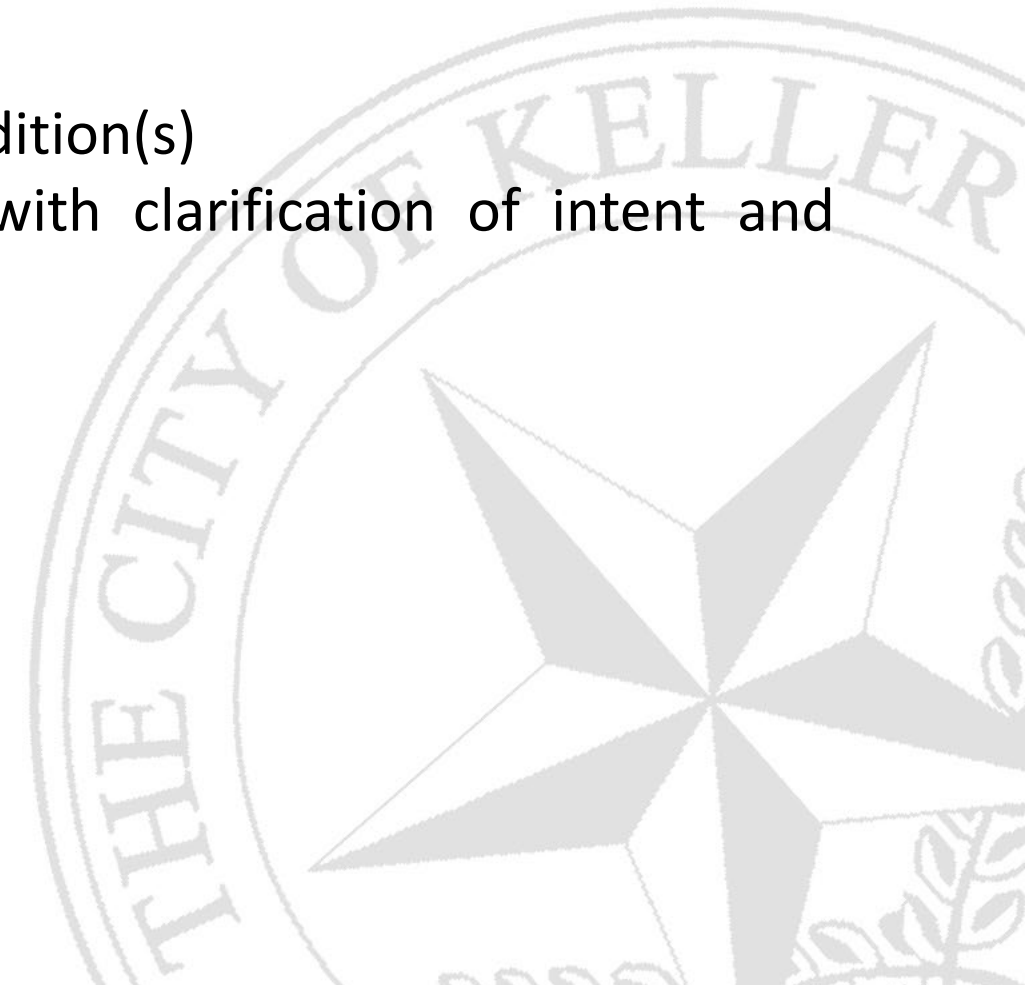 dition(s)
with clarification of intent and
THE CITY OF KELLER